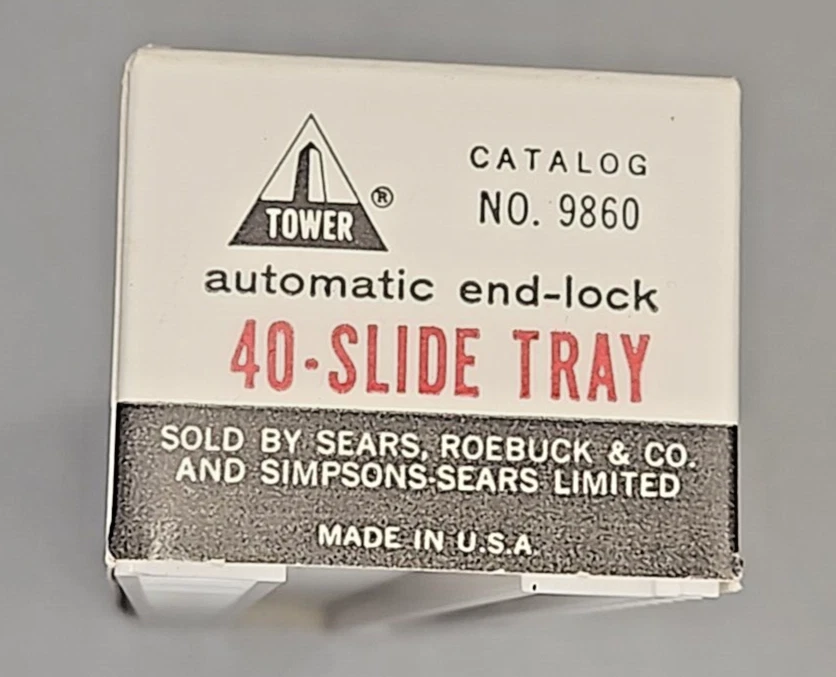 TOWER ®
CATALOG
NO. 9860
automatic end-lock
40-SLIDE TRAY
SOLD BY SEARS, ROEBUCK & CO.
AND SIMPSONS-SEARS LIMITED
MADE IN U.S.A.